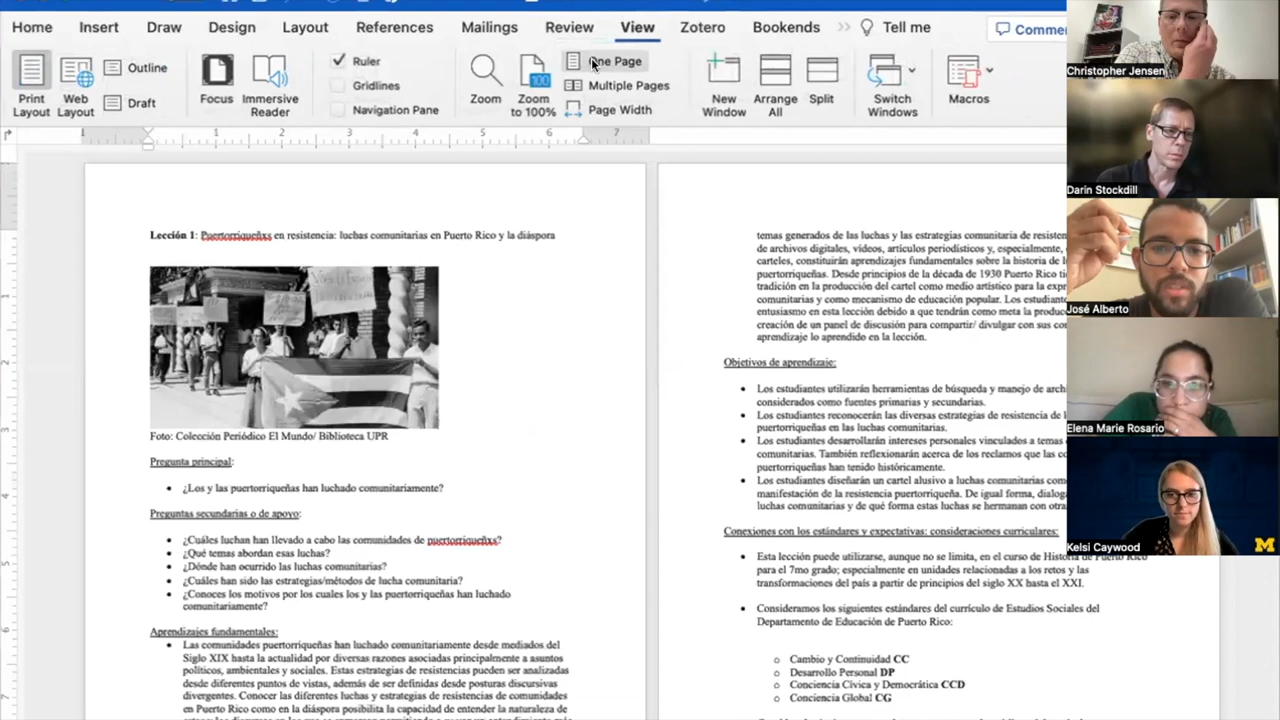 Home Insert Draw Design Layout References Mailings Review View Zotero Bookends Tell me Comme
Print Layout
Web Layout
Outline
Draft
Focus
Immersive Reader
Ruler
Gridlines
Navigation Pane
Zoom
Zoom to 100%
100
One Page
Multiple Pages
Page Width
New Window
Arrange All
Split
Switch Windows
Macros
1 1 2 3 4 5 6 7
Lección 1: Puertorriqueñxs en resistencia: luchas comunitarias en Puerto Rico y la diáspora
Foto: Colección Periódico El Mundo/ Biblioteca UPR
Pregunta principal:
• ¿Los y las puertorriqueñas han luchado comunitariamente?
Preguntas secundarias o de apoyo:
• ¿Cuáles luchan han llevado a cabo las comunidades de puertorriqueñxs?
• ¿Qué temas abordan esas luchas?
• ¿Dónde han ocurrido las luchas comunitarias?
• ¿Cuáles han sido las estrategias/métodos de lucha comunitaria?
• ¿Conoces los motivos por los cuales los y las puertorriqueñas han luchado
comunitariamente?
Aprendizajes fundamentales:
• Las comunidades puertorriqueñas han luchado comunitariamente desde mediados del
Siglo XIX hasta la actualidad por diversas razones asociadas principalmente a asuntos
políticos, ambientales y sociales. Estas estrategias de resistencias pueden ser analizadas
desde diferentes puntos de vista, además de ser definidas desde posturas discursivas
divergentes. Conocer las diferentes luchas y estrategias de resistencias de comunidades
en Puerto Rico como en la diáspora posibilita la capacidad de entender la naturaleza de
temas generados de las luchas y las estrategias comunitaria de resisten
de archivos digitales, vídeos, artículos periodísticos y, especialmente,
carteles, constituirán aprendizajes fundamentales sobre la historia de l
puertorriqueñas. Desde principios de la década de 1930 Puerto Rico ti
tradición en la producción del cartel como medio artístico para la expr
comunitarias y como mecanismo de educación popular. Los estudiante
entusiasmo en esta lección debido a que tendrán como meta la produc
creación de un panel de discusión para compartir/ divulgar con sus co
aprendizaje lo aprendido en la lección.
Objetivos de aprendizaje:
• Los estudiantes utilizarán herramientas de búsqueda y manejo de arch
considerados como fuentes primarias y secundarias.
• Los estudiantes reconocerán las diversas estrategias de resistencia de l
puertorriqueñas en las luchas comunitarias.
• Los estudiantes desarrollarán intereses personales vinculados a temas
comunitarias. También reflexionarán acerca de los reclamos que las co
puertorriqueñas han tenido históricamente.
• Los estudiantes diseñarán un cartel alusivo a luchas comunitarias com
manifestación de la resistencia puertorriqueña. De igual forma, dialog
luchas comunitarias y de qué forma estas luchas se hermanan con otra
Conexiones con los estándares y expectativas: consideraciones curriculares:
• Esta lección puede utilizarse, aunque no se limita, en el curso de Historia de Puerto Rico
para el 7mo grado; especialmente en unidades relacionadas a los retos y las
transformaciones del país a partir de principios del siglo XX hasta el XXI.
• Consideramos los siguientes estándares del currículo de Estudios Sociales del
Departamento de Educación de Puerto Rico:
o Cambio y Continuidad CC
o Desarrollo Personal DP
o Conciencia Cívica y Democrática CCD
o Conciencia Global CG
Christopher Jensen
Darin Stockdill
José Alberto
Elena Marie Rosario
Kelsi Caywood
M